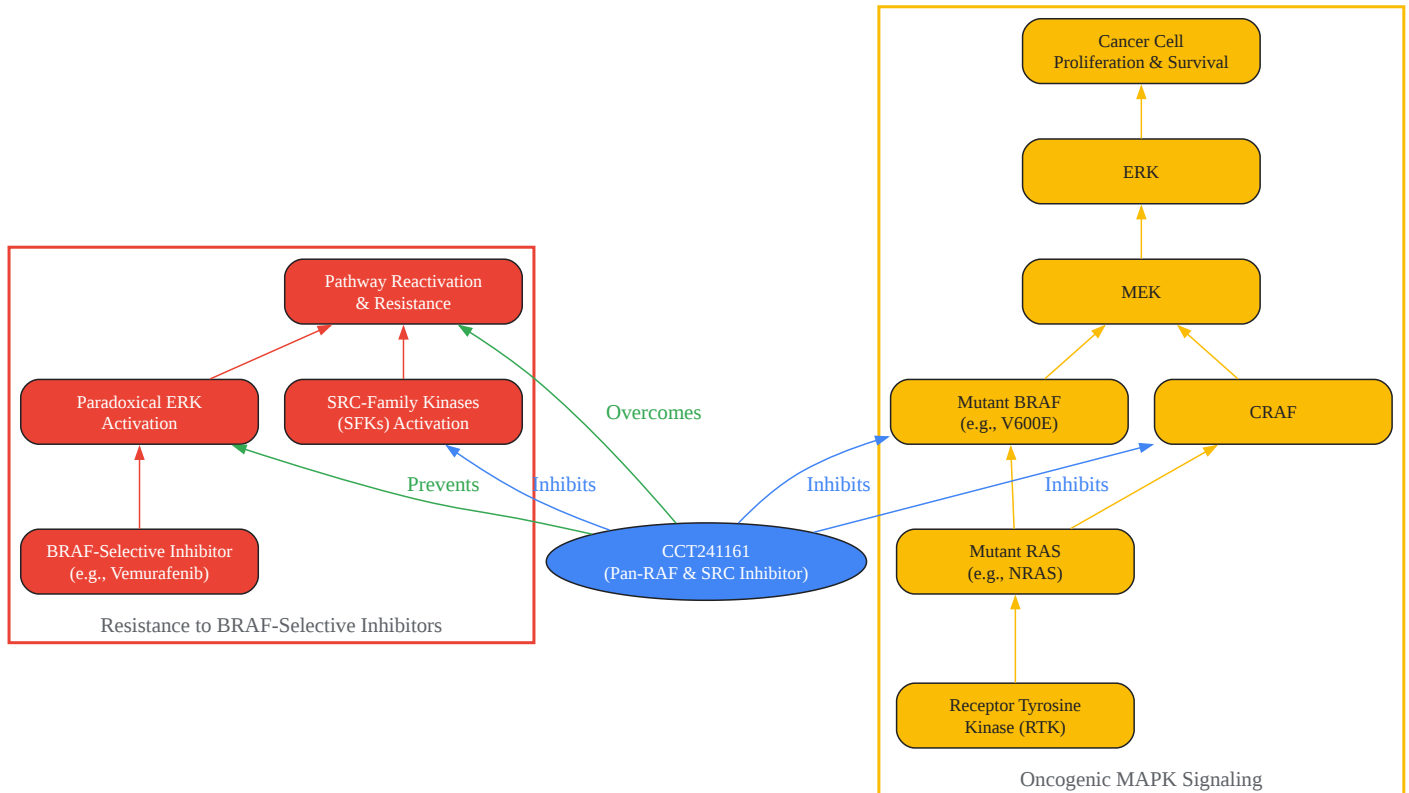 Cancer Cell
Proliferation & Survival
ERK
MEK
Pathway Reactivation
& Resistance
Paradoxical ERK
Activation
SRC-Family Kinases
(SFKs) Activation
Mutant BRAF
(e.g., V600E)
CRAF
Overcomes
Prevents
Inhibits
Inhibits
Inhibits
BRAF-Selective Inhibitor
(e.g., Vemurafenib)
CCT241161
(Pan-RAF & SRC Inhibitor)
Mutant RAS
(e.g., NRAS)
Resistance to BRAF-Selective Inhibitors
Receptor Tyrosine
Kinase (RTK)
Oncogenic MAPK Signaling